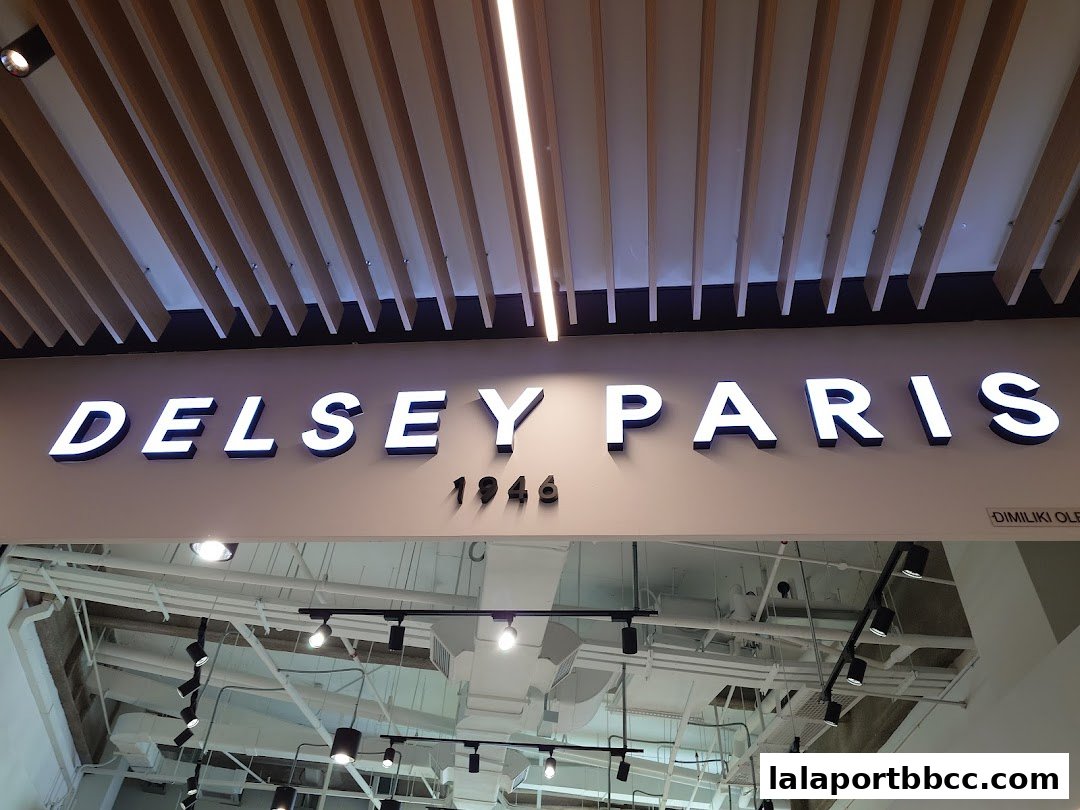 DELSEY PARIS
1946
DIMILIKI OLE
lalaportbbcc.com